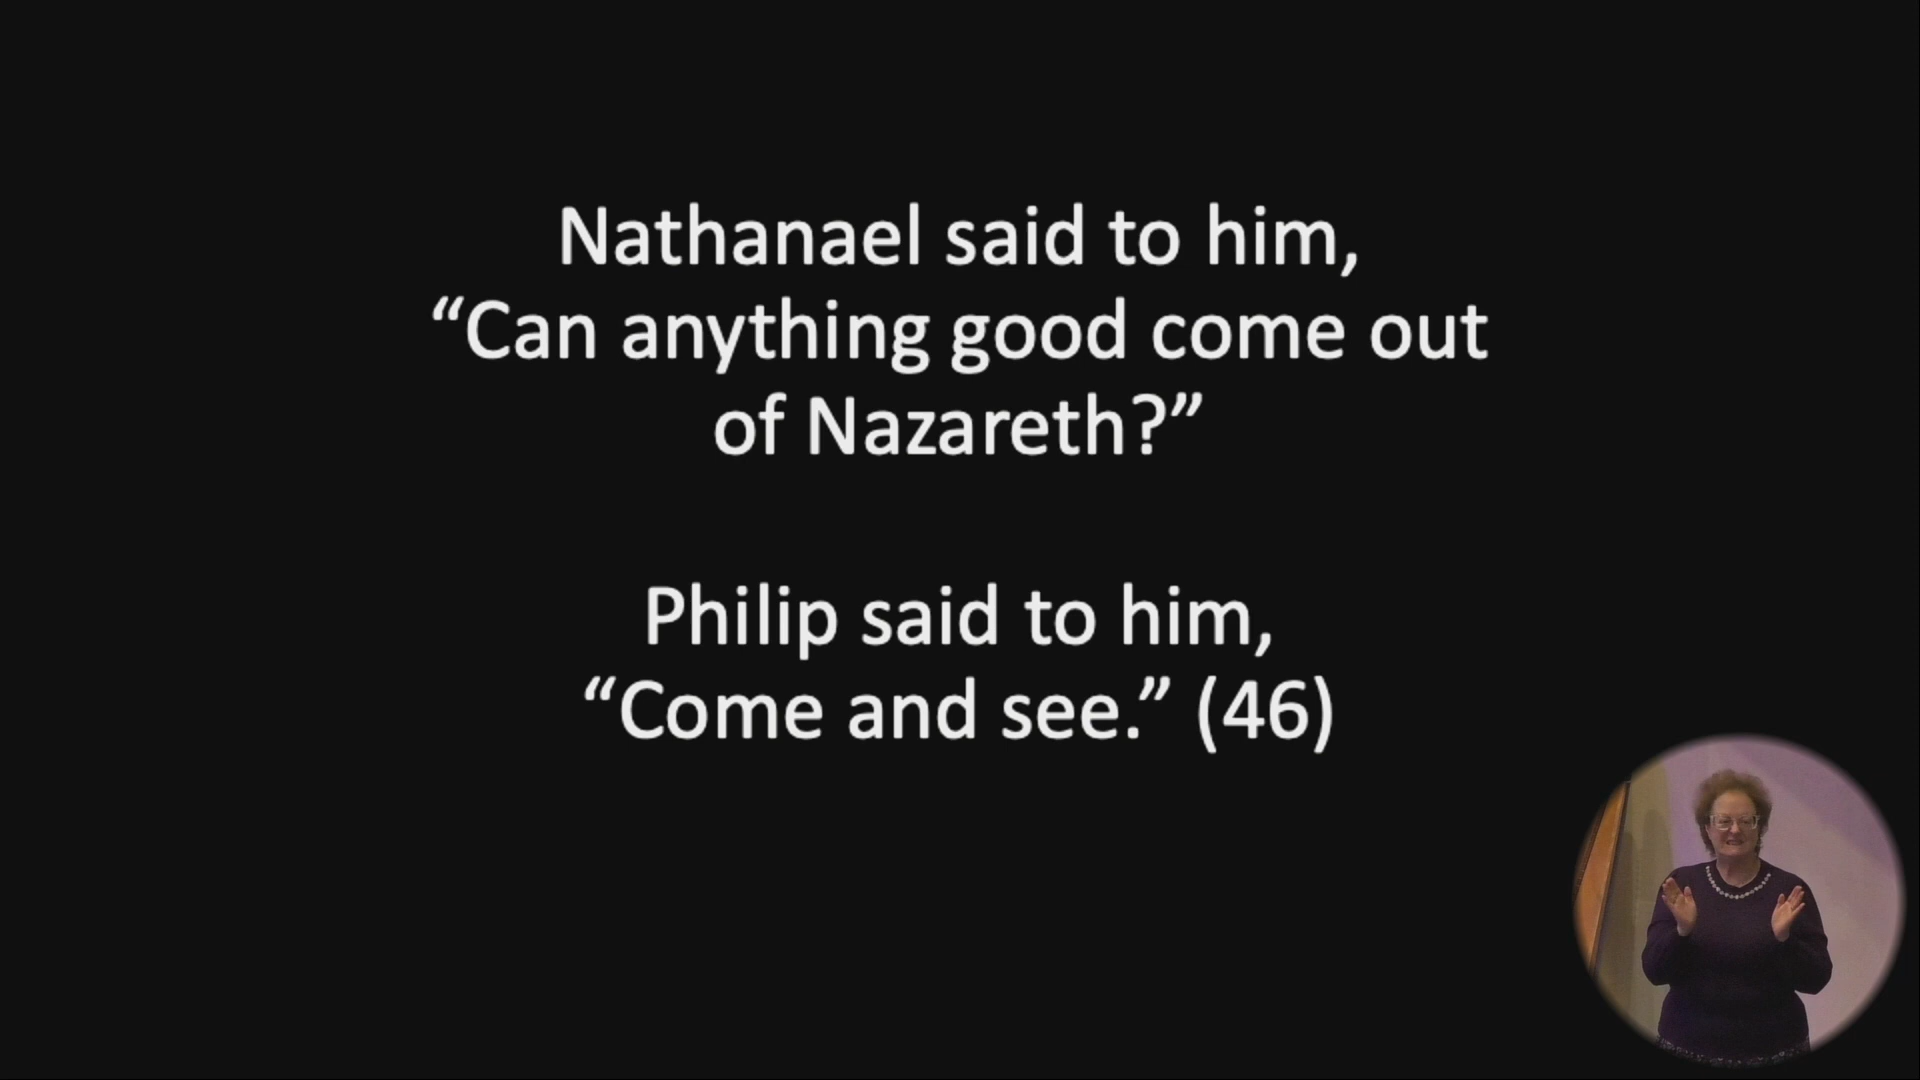 Nathanael said to him,
“Can anything good come out
of Nazareth?”
Philip said to him,
“Come and see.” (46)